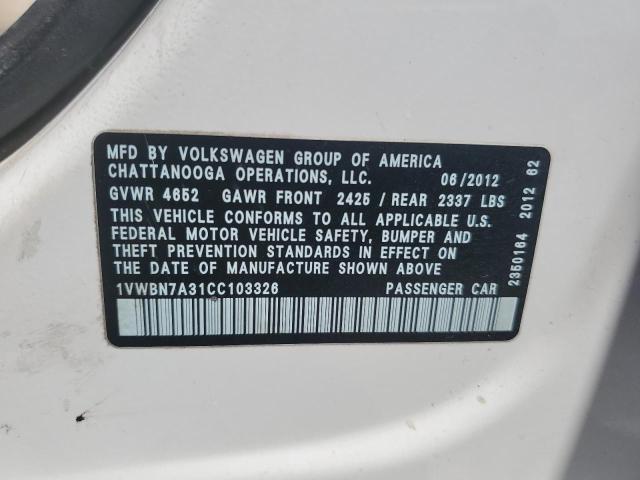 MFD BY VOLKSWAGEN GROUP OF AMERICA
CHATTANOOGA OPERATIONS, LLC. 06/2012
GVWR 4652 GAWR FRONT 2425 / REAR 2337 LBS
THIS VEHICLE CONFORMS TO ALL APPLICABLE U.S.
FEDERAL MOTOR VEHICLE SAFETY, BUMPER AND
THEFT PREVENTION STANDARDS IN EFFECT ON
THE DATE OF MANUFACTURE SHOWN ABOVE
1VWBN7A31CC103326 PASSENGER CAR
2350164 2012 62